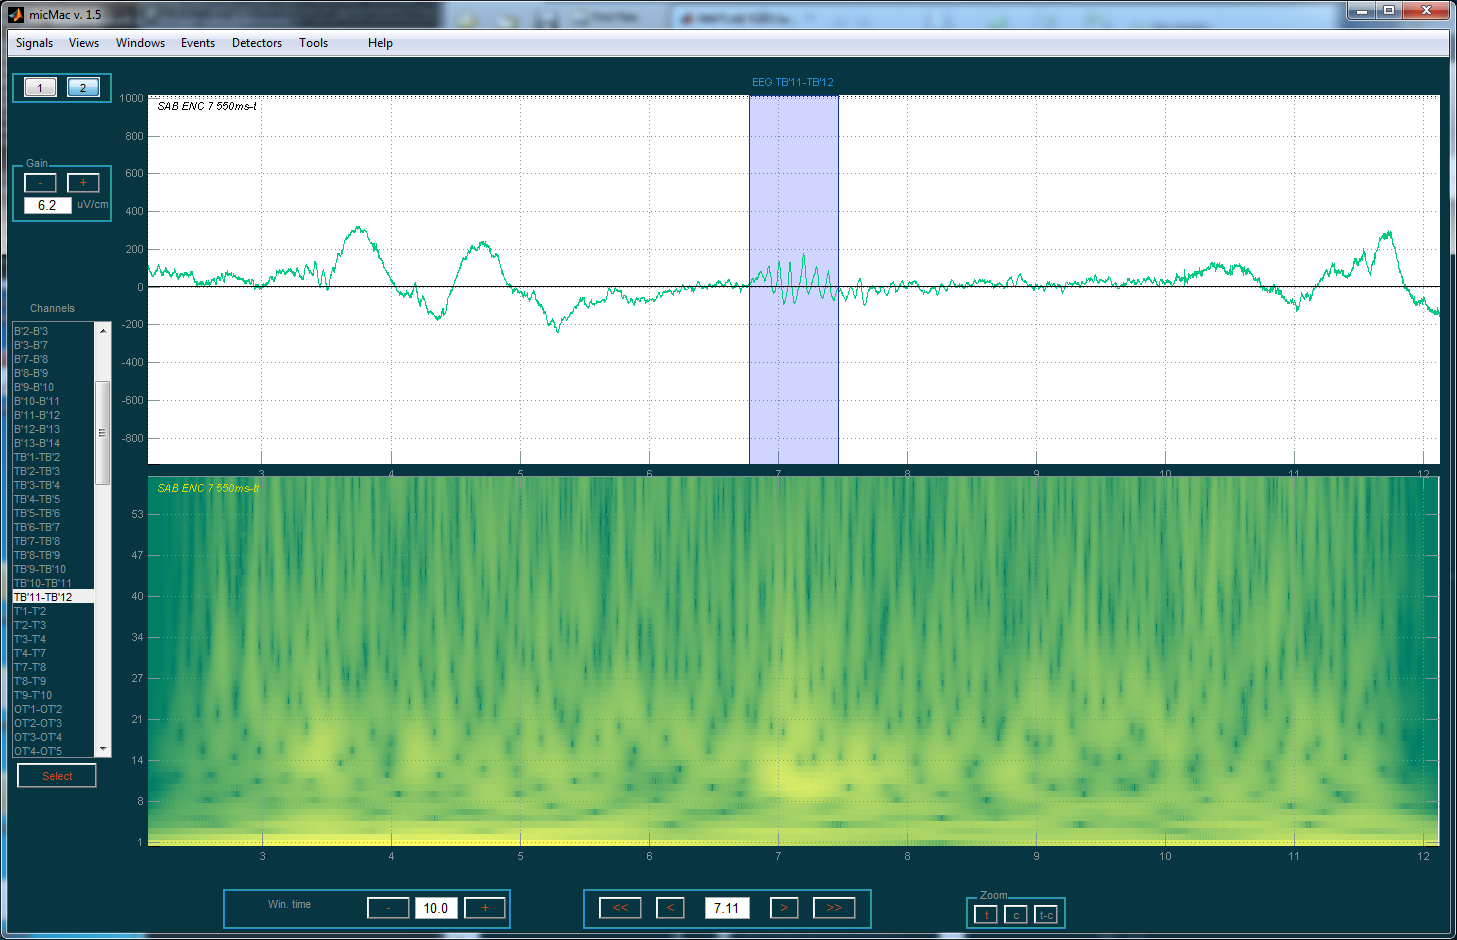 micMac v. 1.5
Signals Views Windows Events Detectors Tools Help
1 2
EEG TB'11-TB'12
SAB ENC 7 550ms-t
1000
800
600
400
200
0
-200
-400
-600
-800
3 4 5 6 7 8 9 10 11 12
Gain
- +
6.2 uV/cm
Channels
B'2-B'3
B'3-B'7
B'7-B'8
B'8-B'9
B'9-B'10
B'10-B'11
B'11-B'12
B'12-B'13
B'13-B'14
TB'1-TB'2
TB'2-TB'3
TB'3-TB'4
TB'4-TB'5
TB'5-TB'6
TB'6-TB'7
TB'7-TB'8
TB'8-TB'9
TB'9-TB'10
TB'10-TB'11
TB'11-TB'12
T'1-T'2
T'2-T'3
T'3-T'4
T'4-T'7
T'7-T'8
T'8-T'9
T'9-T'10
OT'1-OT'2
OT'2-OT'3
OT'3-OT'4
OT'4-OT'5
Select
SAB ENC 7 550ms-tf
53
47
40
34
27
21
14
8
1
3 4 5 6 7 8 9 10 11 12
Win. time - 10.0 +
<< < 7.11 > >>
Zoom
t c t-c